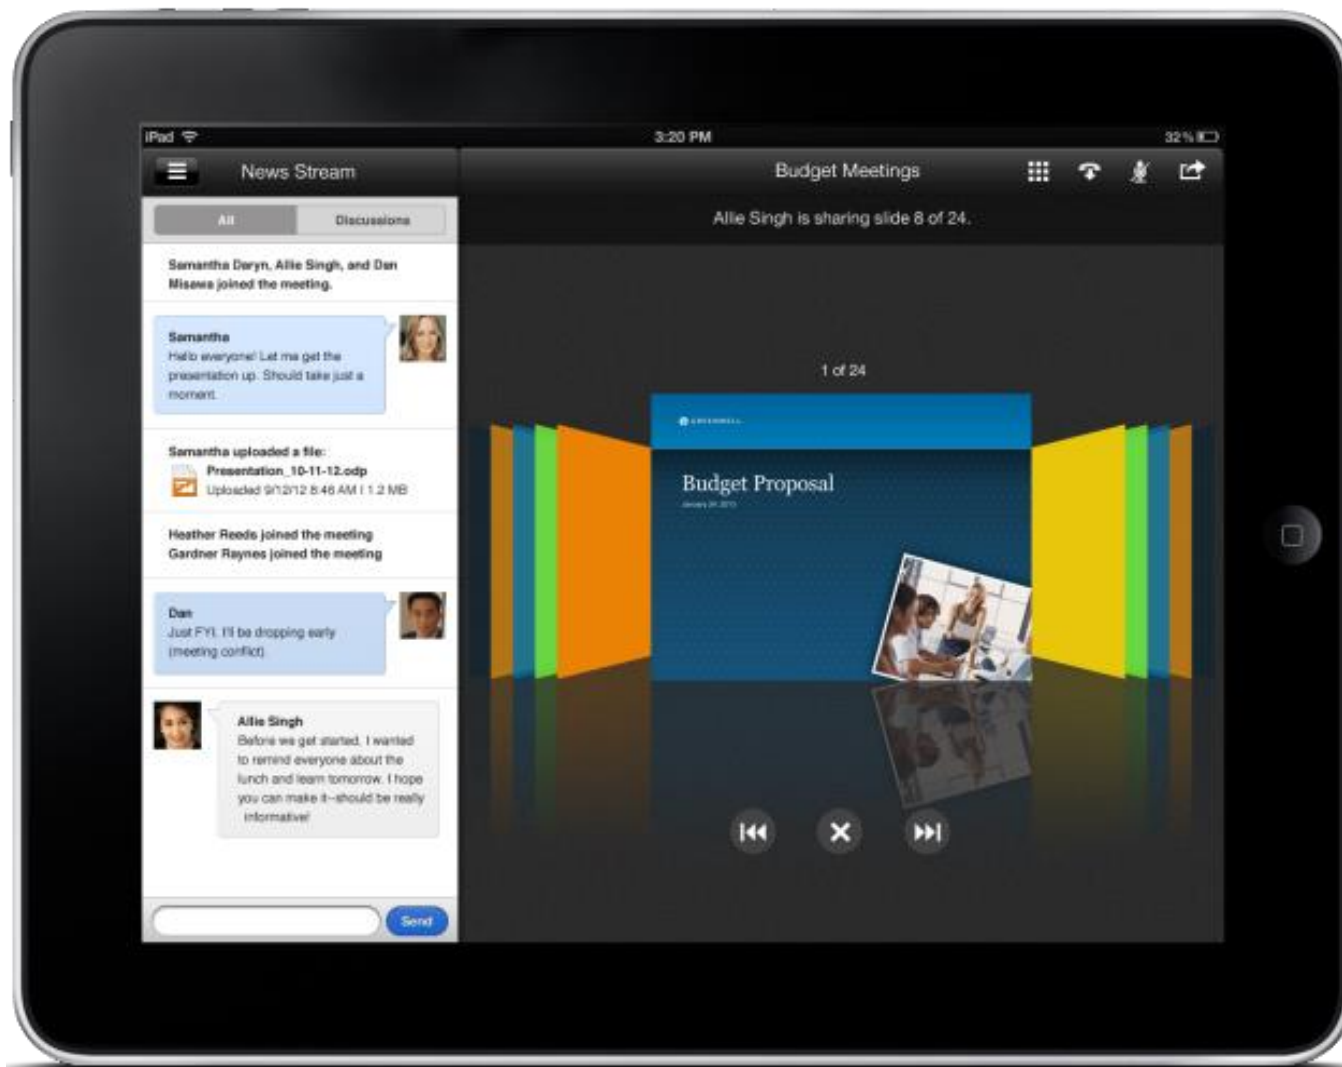 iPad
3:20 PM
32%
News Stream
Budget Meetings
All
Discussions
Allie Singh is sharing slide 8 of 24.
Samantha Daryn, Allie Singh, and Dan
Misawa joined the meeting.
Samantha
Hello everyone! Let me get the
presentation up. Should take just a
moment.
Samantha uploaded a file:
Presentation_10-11-12.odp
Uploaded 9/12/12 8:46 AM | 1.2 MB
Heather Reeds joined the meeting
Gardner Raynes joined the meeting
Dan
Just FYI. I'll be dropping early
(meeting conflict).
Allie Singh
Before we get started, I wanted
to remind everyone about the
lunch and learn tomorrow. I hope
you can make it--should be really
informative!
Send
1 of 24
GREENWELL
Budget Proposal